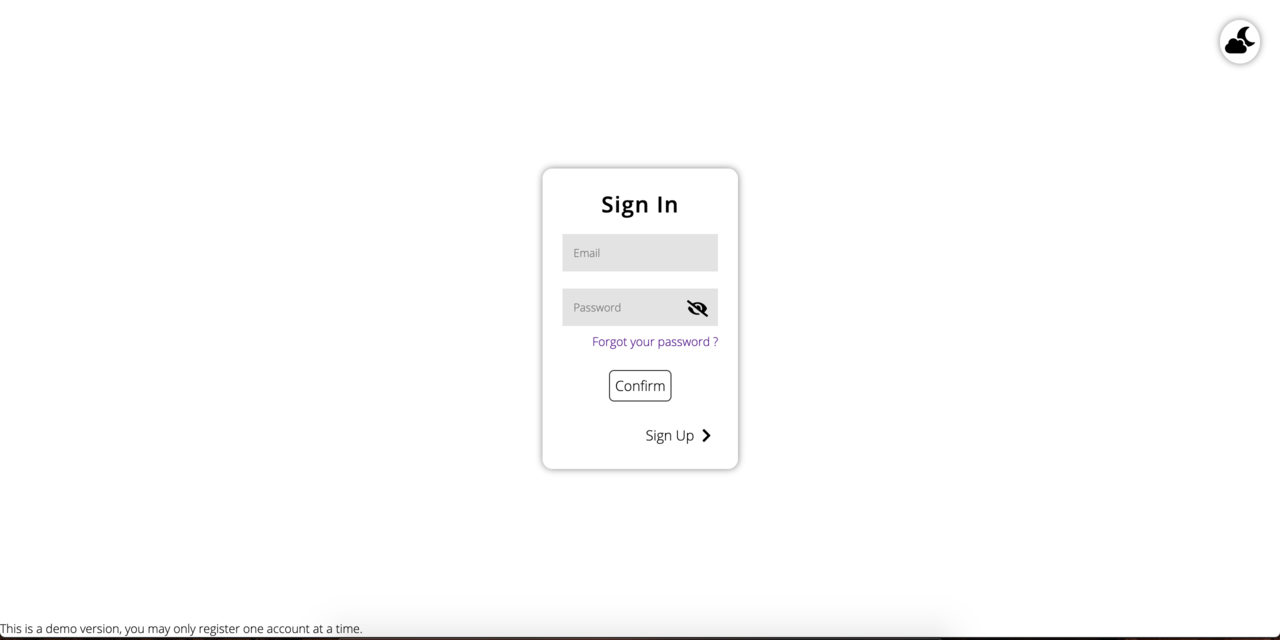 Sign In
Email
Password
Forgot your password ?
Confirm
Sign Up
This is a demo version, you may only register one account at a time.